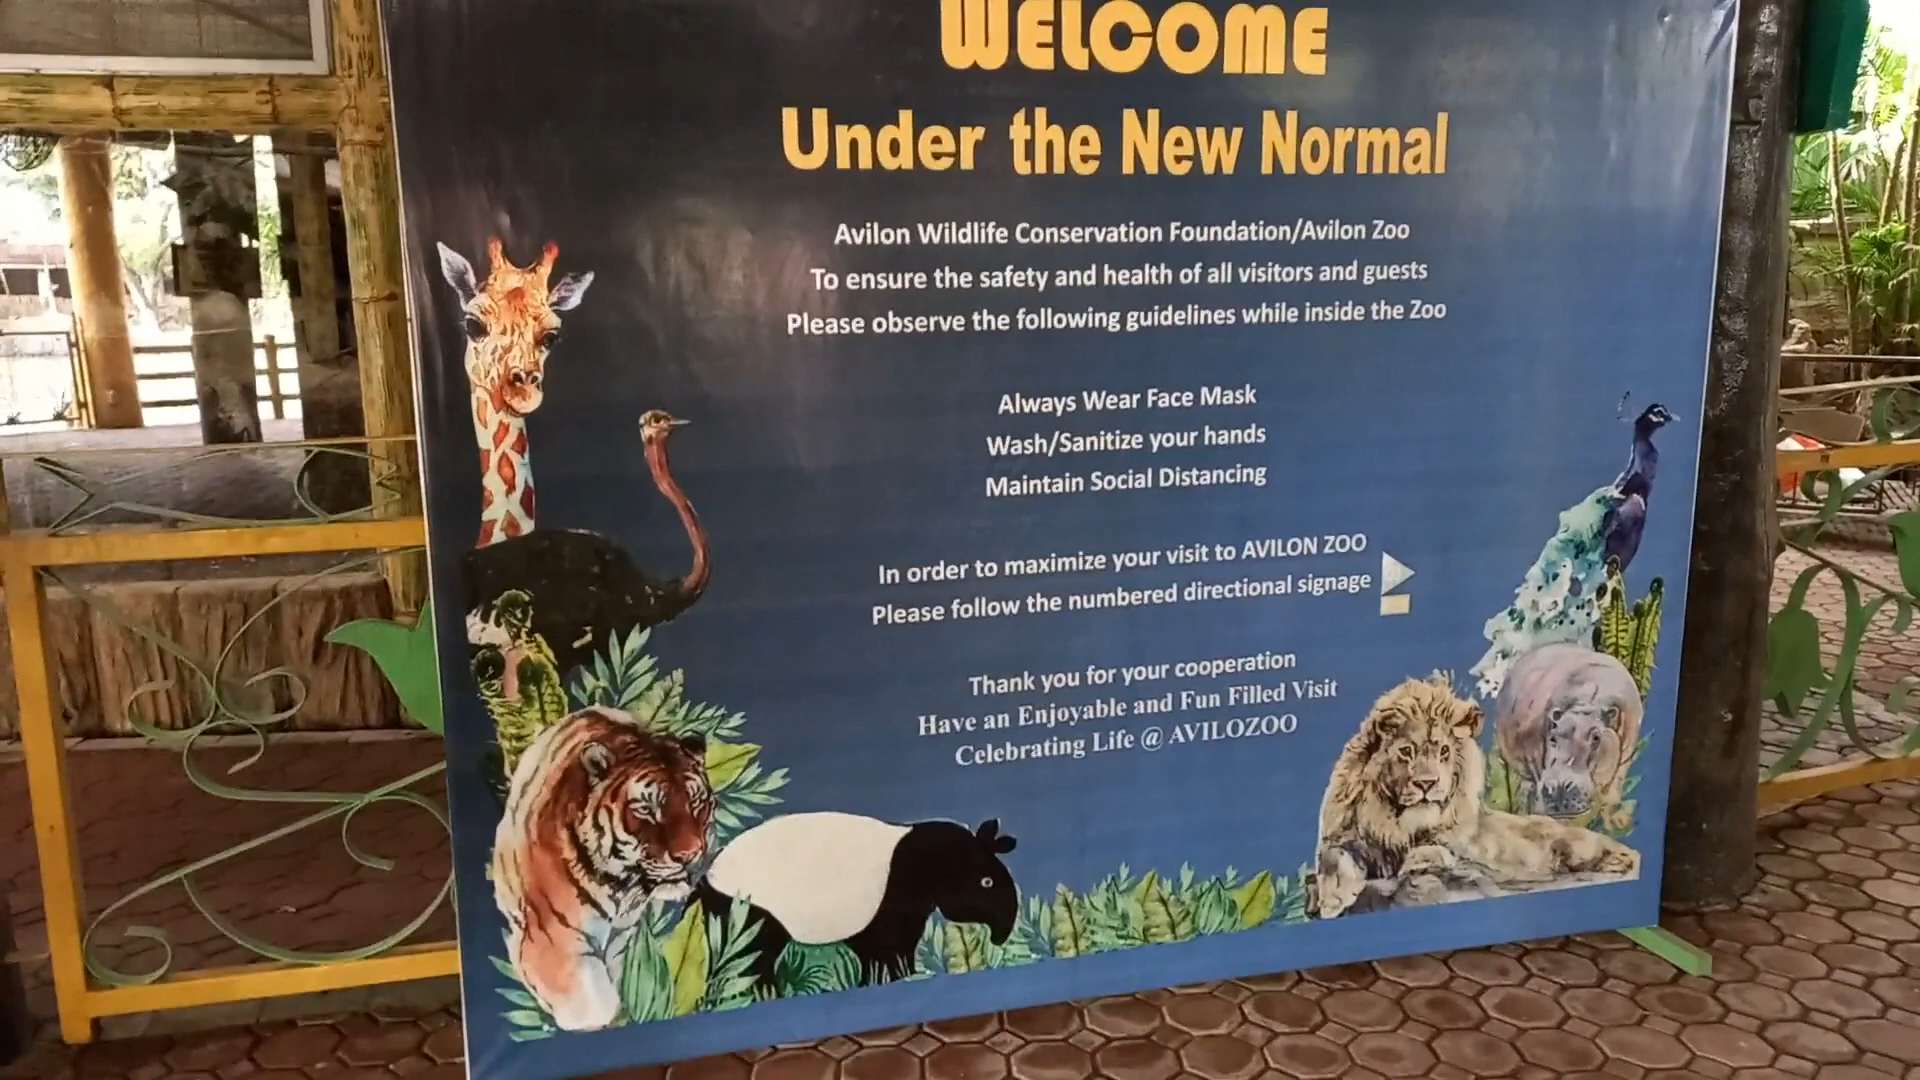 WELCOME
Under the New Normal
Avilon Wildlife Conservation Foundation/Avilon Zoo
To ensure the safety and health of all visitors and guests
Please observe the following guidelines while inside the Zoo
Always Wear Face Mask
Wash/Sanitize your hands
Maintain Social Distancing
In order to maximize your visit to AVILON ZOO
Please follow the numbered directional signage
Thank you for your cooperation
Have an Enjoyable and Fun Filled Visit
Celebrating Life @ AVILOZOO